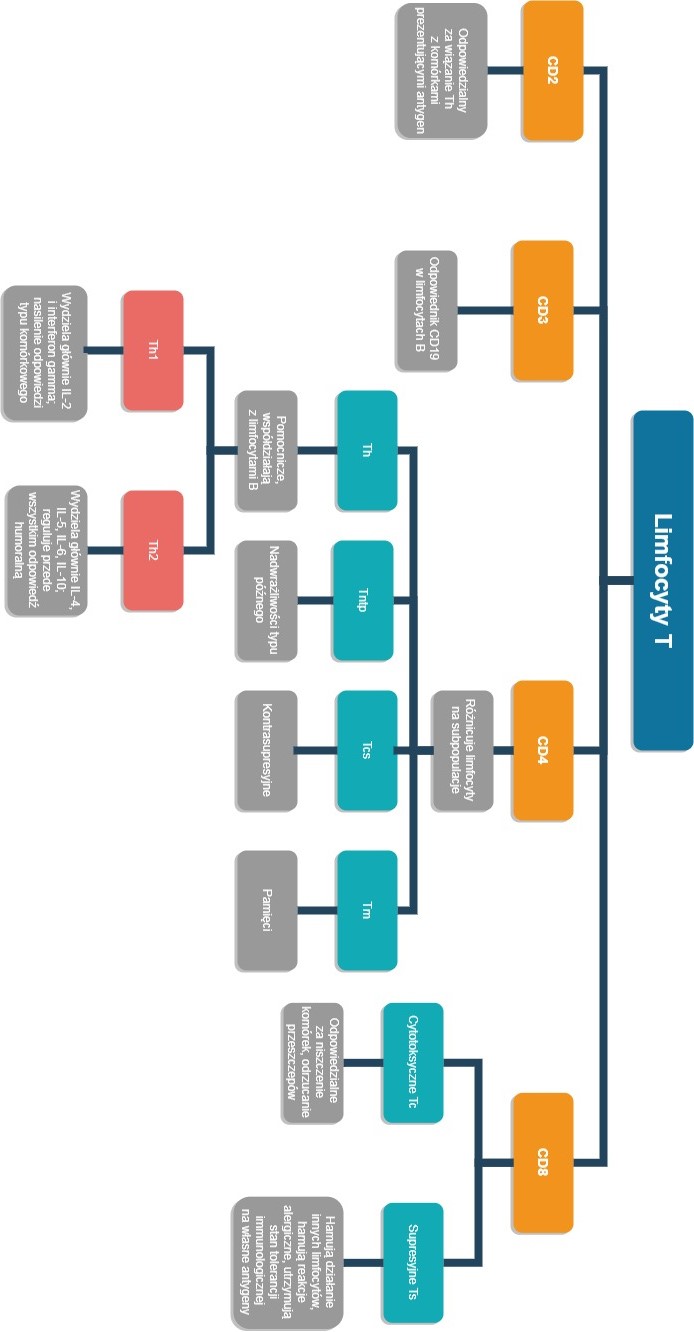 Limfocyty T
CD2
CD3
CD4
CD8
Odpowiedzialny
za wiązanie Th
z komórkami
prezentującymi antygen
Odpowiednik CD19
w limfocytach B
Różnicuje limfocyty
na subpopulacje
Th
Tntp
Tcs
Tm
Cytotoksyczne Tc
Supresyjne Ts
Pomocnicze,
współdziałają
z limfocytami B
Nadwrażliwości typu
późnego
Kontrasupresyjne
Pamięci
Odpowiedzialne
za niszczenie
komórek, odrzucanie
przeszczepów
Hamują działanie
innych limfocytów,
hamują reakcje
alergiczne, utrzymują
stan tolerancji
immunologicznej
na własne antygeny
Th1
Th2
Wydziela głównie IL-2
i interferon gamma;
nasilenie odpowiedzi
typu komórkowego
Wydziela głównie IL-4,
IL-5, IL-6, IL-10;
reguluje przede
wszystkim odpowiedź
humoralną